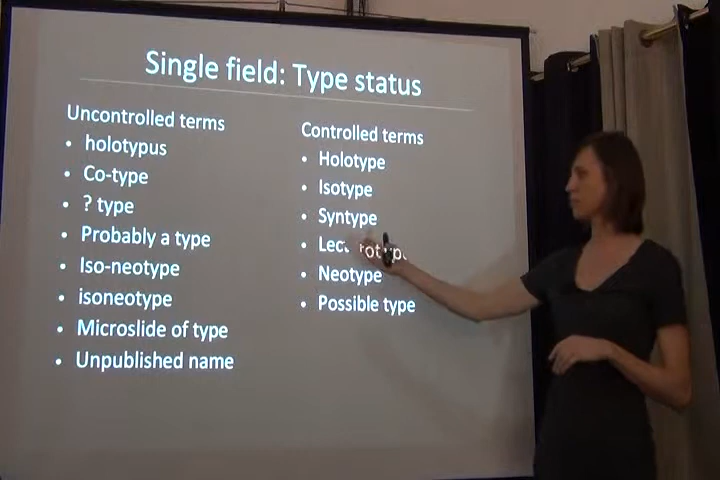 Single field: Type status
Uncontrolled terms
• holotypus
• Co-type
• ? type
• Probably a type
• Iso-neotype
• isoneotype
• Microslide of type
• Unpublished name
Controlled terms
• Holotype
• Isotype
• Syntype
• Lectotype
• Neotype
• Possible type